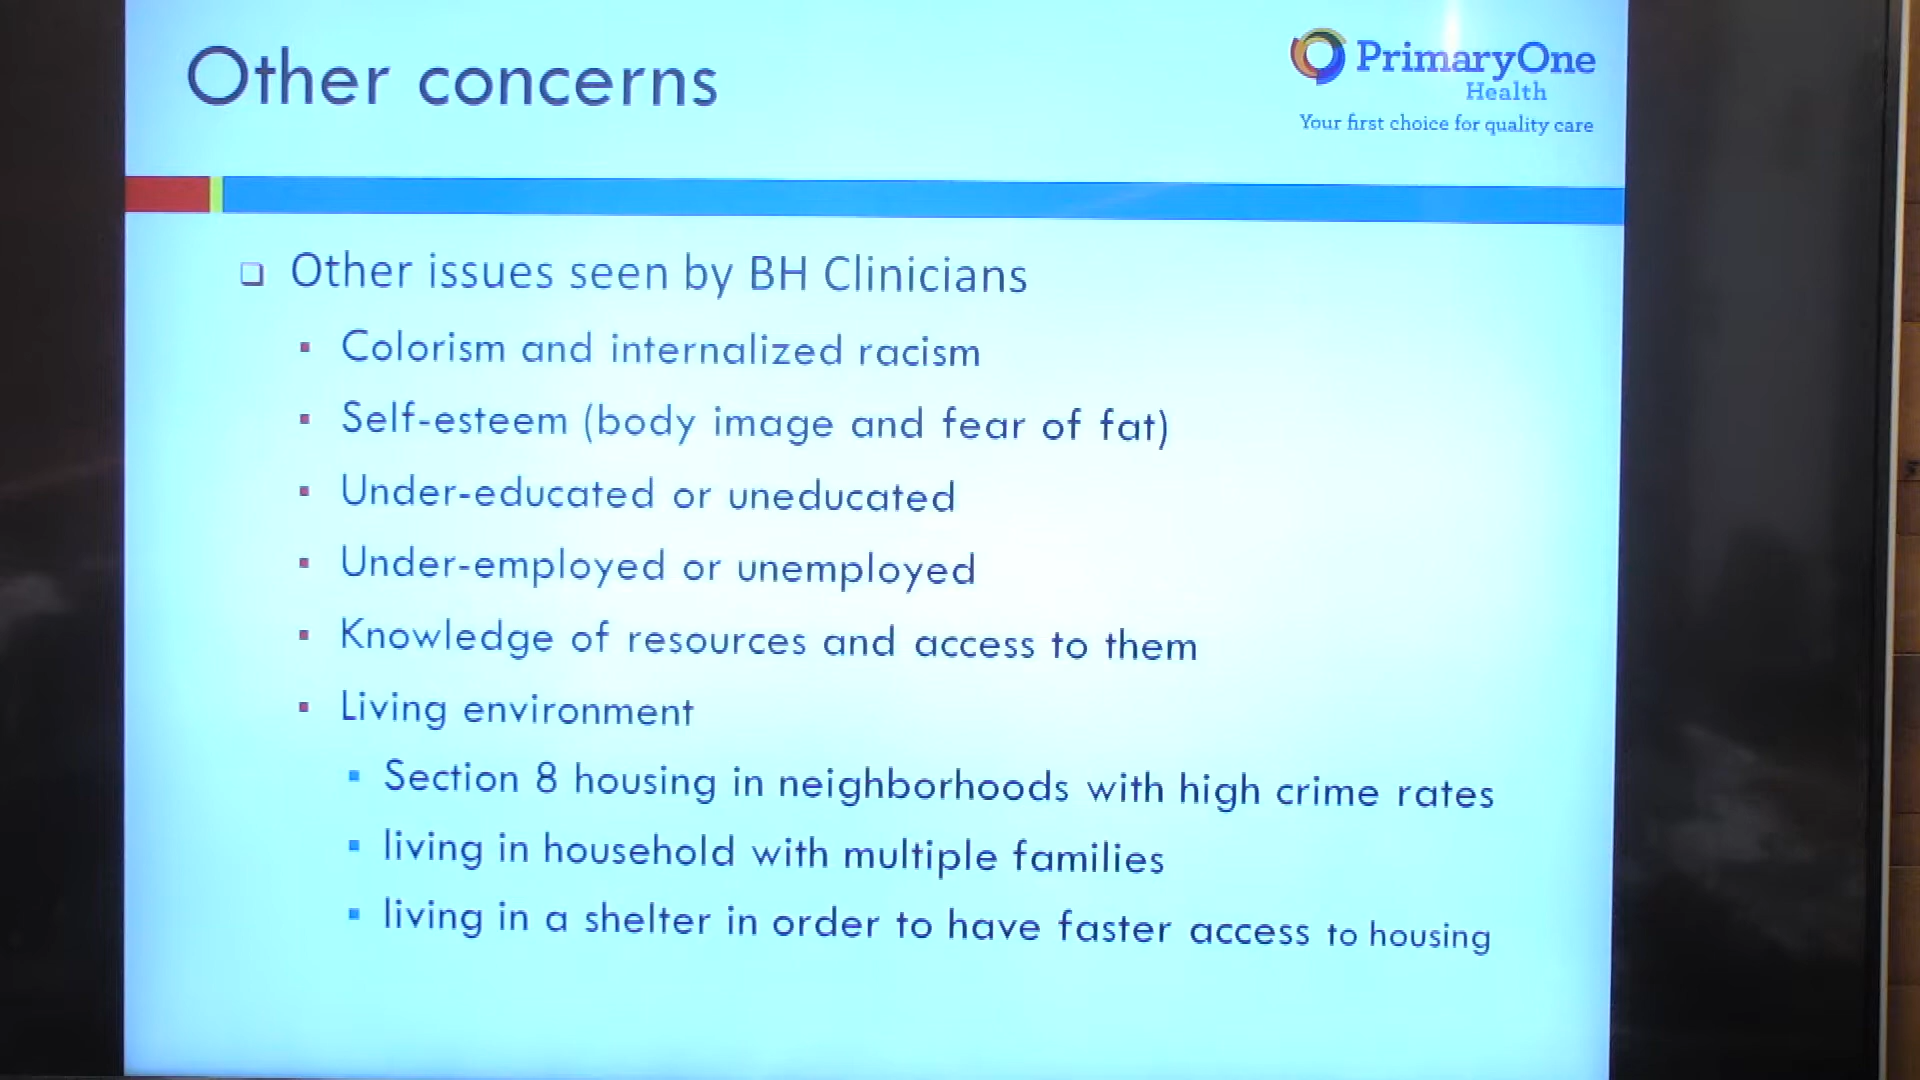 Other concerns
PrimaryOne
Health
Your first choice for quality care
Other issues seen by BH Clinicians
Colorism and internalized racism
Self-esteem (body image and fear of fat)
Under-educated or uneducated
Under-employed or unemployed
Knowledge of resources and access to them
Living environment
Section 8 housing in neighborhoods with high crime rates
living in household with multiple families
living in a shelter in order to have faster access to housing